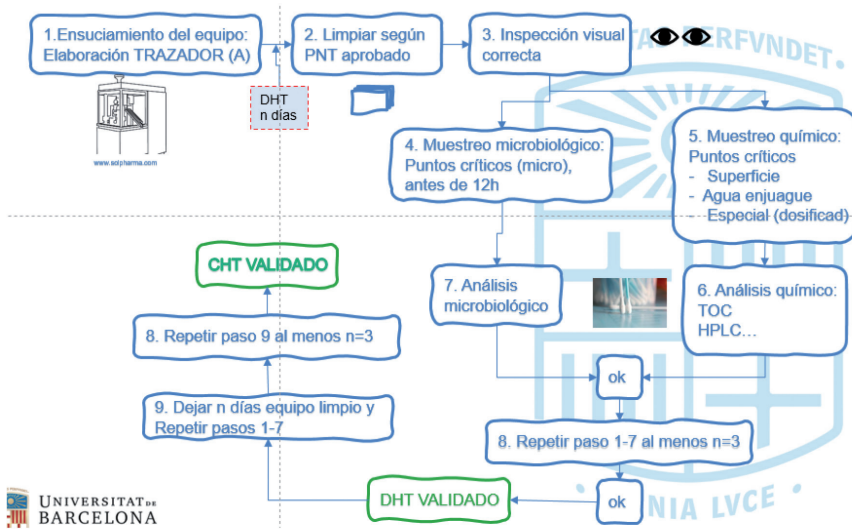 1.Ensuciamiento del equipo:
Elaboración TRAZADOR (A)
2. Limpiar según
PNT aprobado
3. Inspección visual
correcta
DHT
n días
www.solpharma.com
4. Muestreo microbiológico:
Puntos críticos (micro),
antes de 12h
5. Muestreo químico:
Puntos críticos
- Superficie
- Agua enjuague
- Especial (dosificad)
7. Análisis
microbiológico
6. Análisis químico:
TOC
HPLC...
ok
8. Repetir paso 1-7 al menos n=3
ok
DHT VALIDADO
9. Dejar n días equipo limpio y
Repetir pasos 1-7
8. Repetir paso 9 al menos n=3
CHT VALIDADO
UNIVERSITAT DE
BARCELONA
PERFVNDET
LVCE